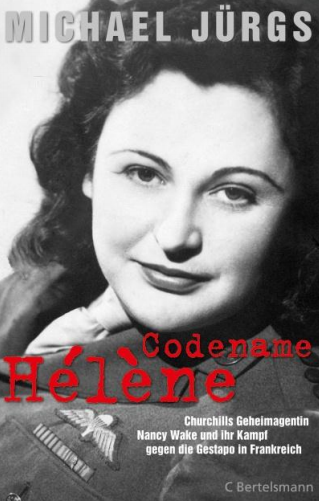 MICHAEL JÜRGS
Codename
Hélène
Churchills Geheimagentin
Nancy Wake und ihr Kampf
gegen die Gestapo in Frankreich
C Bertelsmann